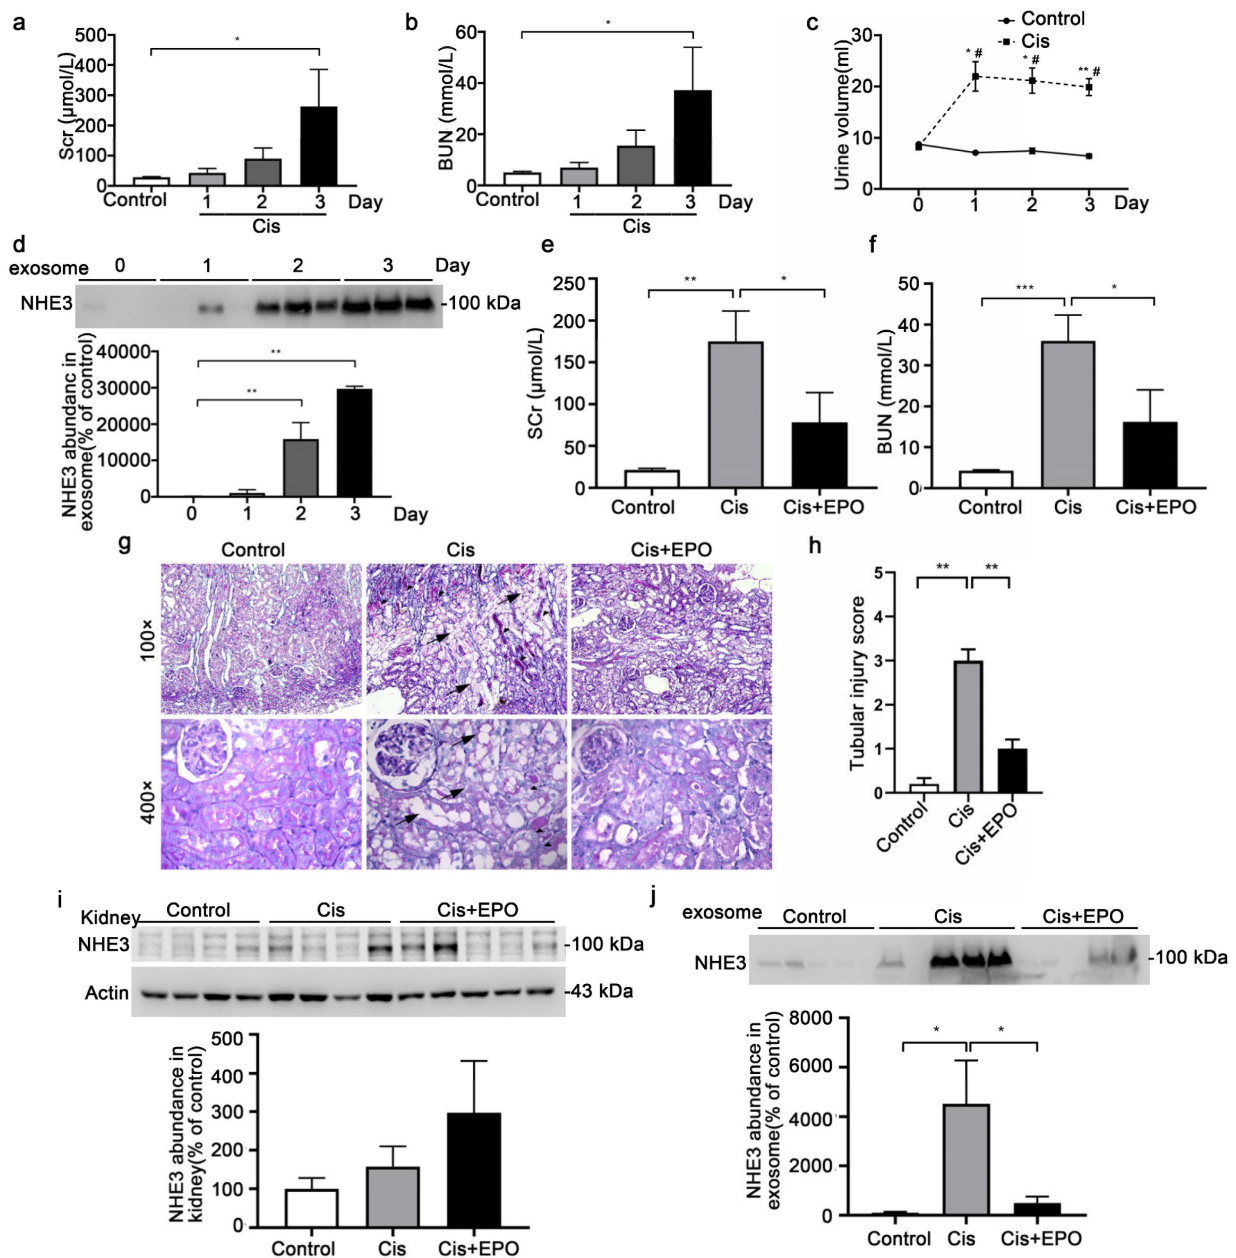 a
500
400
300
200
100
0
Scr (μmol/L)
*
Control
1
2
3
Day
Cis
b
60
40
20
0
BUN (mmol/L)
*
Control
1
2
3
Day
Cis
c
Control
Cis
30
20
10
0
Urine volume(ml)
* #
* #
** #
0
1
2
3
Day
d
exosome
0
1
2
3
Day
NHE3
-100 kDa
40000
30000
20000
10000
0
NHE3 abundanc in
exosome(% of control)
**
**
0
1
2
3
Day
e
250
200
150
100
50
0
SCr (μmol/L)
**
*
Control
Cis
Cis+EPO
f
50
40
30
20
10
0
BUN (mmol/L)
***
*
Control
Cis
Cis+EPO
g
Control
Cis
Cis+EPO
100×
400×
h
5
4
3
2
1
0
Tubular injury score
**
**
Control
Cis
Cis+EPO
i
Kidney
Control
Cis
Cis+EPO
NHE3
-100 kDa
Actin
-43 kDa
500
400
300
200
100
0
NHE3 abundance in
kidney(% of control)
Control
Cis
Cis+EPO
j
exosome
Control
Cis
Cis+EPO
NHE3
-100 kDa
8000
6000
4000
2000
0
NHE3 abundance in
exosome(% of control)
*
*
Control
Cis
Cis+EPO